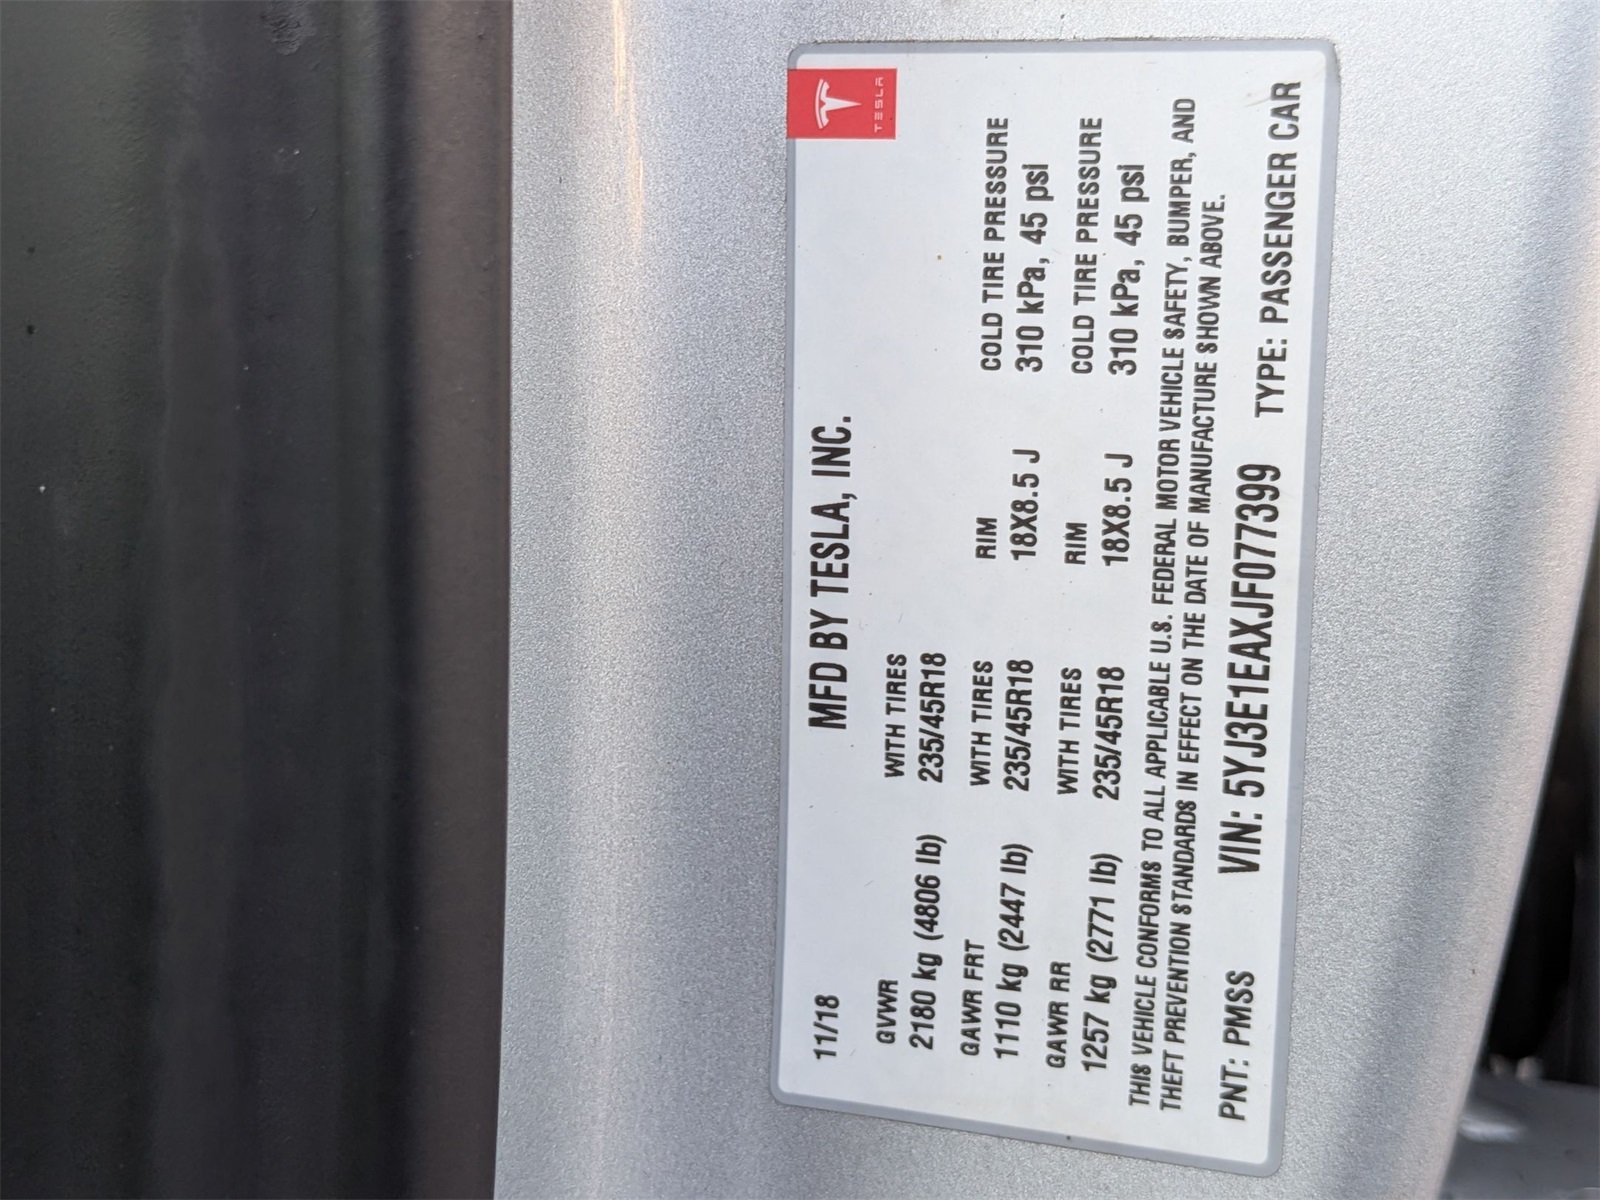 TESLA
11/18 MFD BY TESLA, INC.
GVWR WITH TIRES
2180 kg (4806 lb) 235/45R18
GAWR FRT WITH TIRES RIM COLD TIRE PRESSURE
1110 kg (2447 lb) 235/45R18 18X8.5 J 310 kPa, 45 psi
GAWR RR WITH TIRES RIM COLD TIRE PRESSURE
1257 kg (2771 lb) 235/45R18 18X8.5 J 310 kPa, 45 psi
THIS VEHICLE CONFORMS TO ALL APPLICABLE U.S. FEDERAL MOTOR VEHICLE SAFETY, BUMPER, AND
THEFT PREVENTION STANDARDS IN EFFECT ON THE DATE OF MANUFACTURE SHOWN ABOVE.
PNT: PMSS VIN: 5YJ3E1EAXJF077399 TYPE: PASSENGER CAR